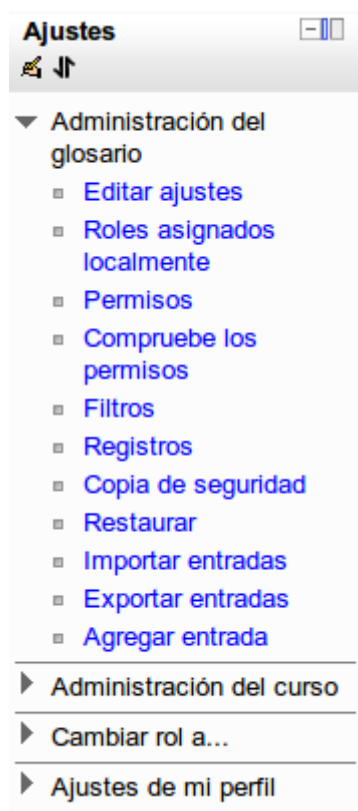 Ajustes
Administración del
glosario
Editar ajustes
Roles asignados
localmente
Permisos
Compruebe los
permisos
Filtros
Registros
Copia de seguridad
Restaurar
Importar entradas
Exportar entradas
Agregar entrada
Administración del curso
Cambiar rol a...
Ajustes de mi perfil